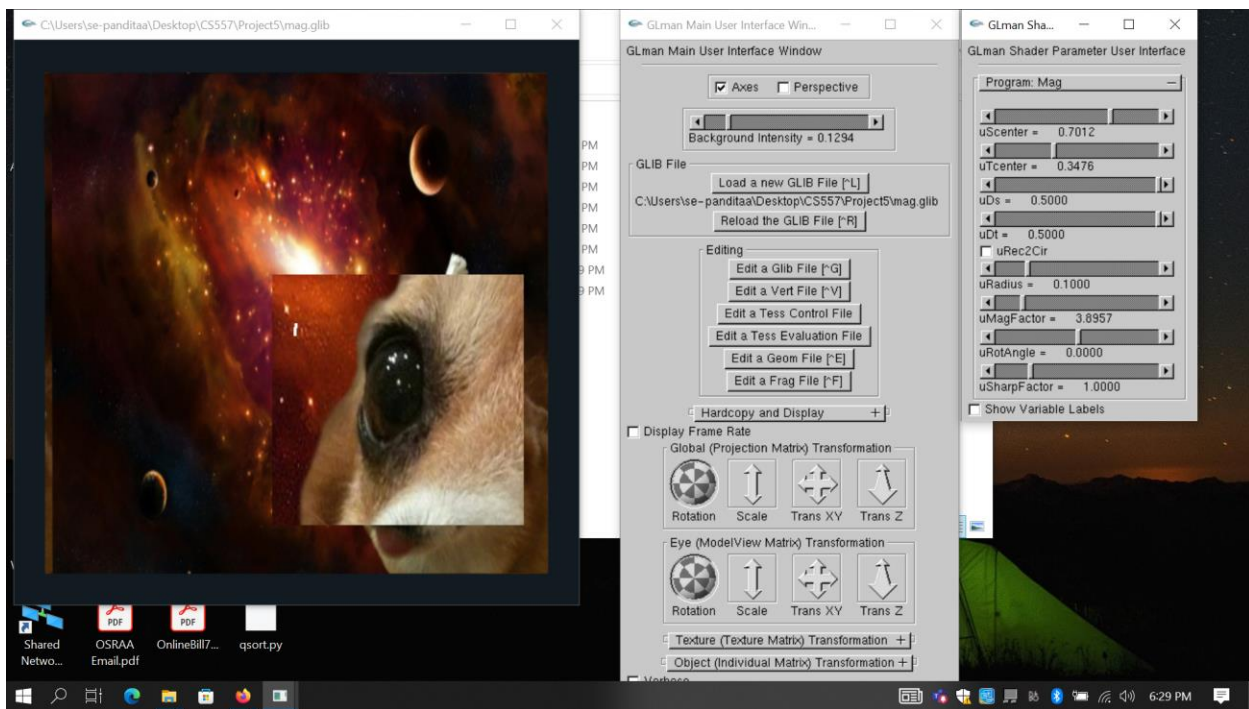 C:\Users\se-panditaa\Desktop\CS557\Project5\mag.glib
PM
PM
PM
PM
PM
PM
9 PM
9 PM
Shared
Netwo...
OSRAA
Email.pdf
OnlineBill7...
qsort.py
PDF
PDF
GLman Main User Interface Win...
GLman Main User Interface Window
Axes
Perspective
Background Intensity = 0.1294
GLIB File
Load a new GLIB File [^L]
C:\Users\se-panditaa\Desktop\CS557\Project5\mag.glib
Reload the GLIB File [^R]
Editing
Edit a Glib File [^G]
Edit a Vert File [^V]
Edit a Tess Control File
Edit a Tess Evaluation File
Edit a Geom File [^E]
Edit a Frag File [^F]
Hardcopy and Display +
Display Frame Rate
Global (Projection Matrix) Transformation
Rotation Scale Trans XY Trans Z
Eye (ModelView Matrix) Transformation
Rotation Scale Trans XY Trans Z
Texture (Texture Matrix) Transformation +
Object (Individual Matrix) Transformation +
Verbose
GLman Sha...
GLman Shader Parameter User Interface
Program: Mag
uScenter = 0.7012
uTcenter = 0.3476
uDs = 0.5000
uDt = 0.5000
uRec2Cir
uRadius = 0.1000
uMagFactor = 3.8957
uRotAngle = 0.0000
uSharpFactor = 1.0000
Show Variable Labels
6:29 PM